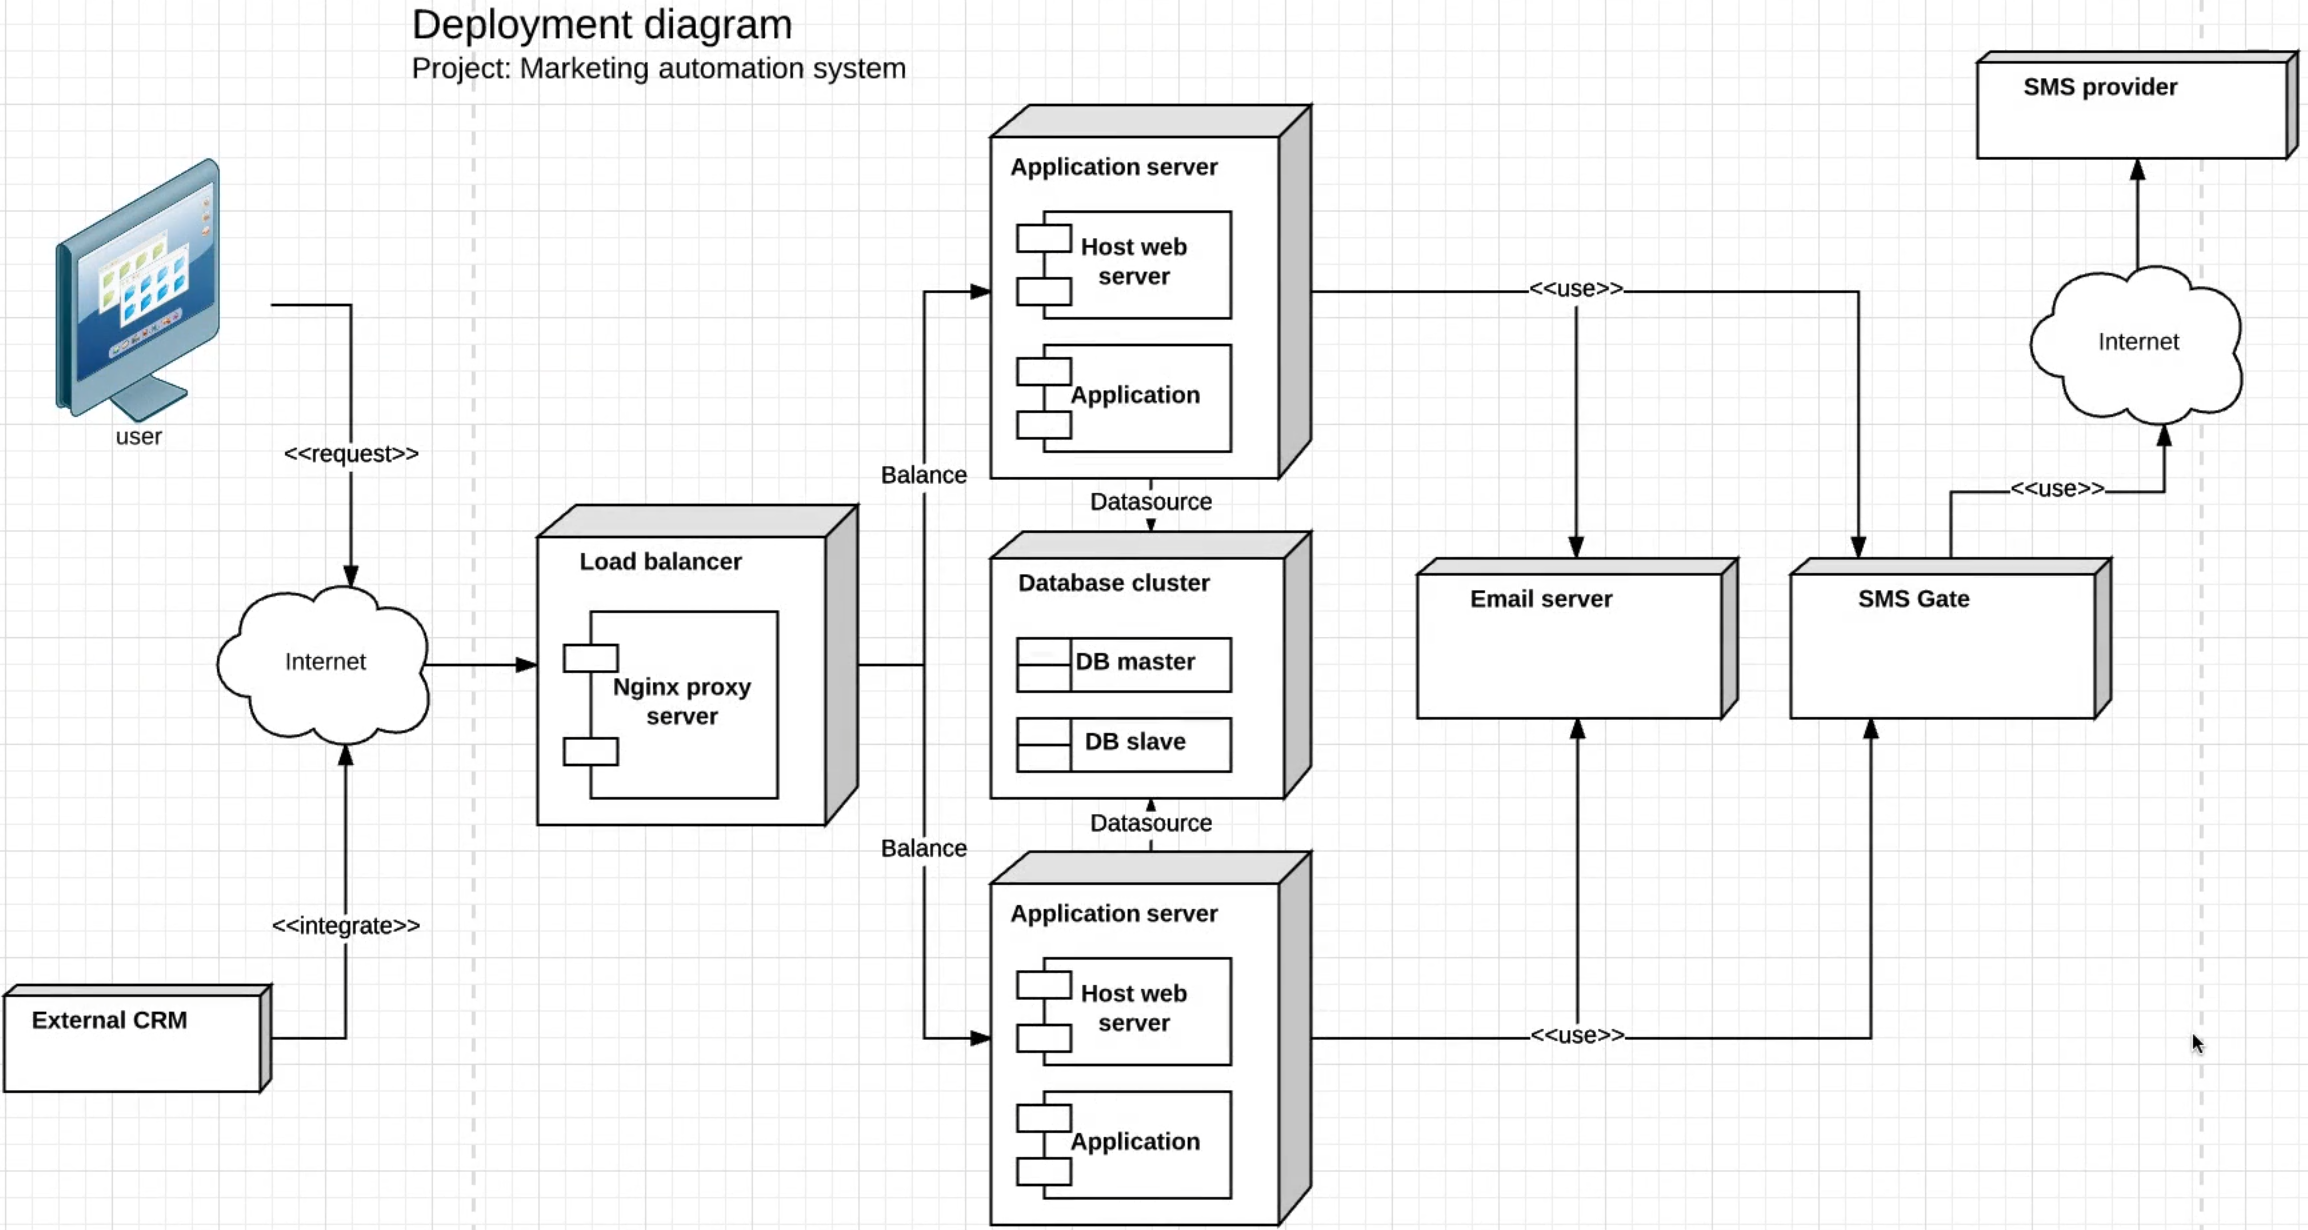 Deployment diagram
Project: Marketing automation system
SMS provider
Application server
Host web
server
Application
<<use>>
Internet
user
<<request>>
Balance
Datasource
<<use>>
Load balancer
Nginx proxy
server
Database cluster
DB master
DB slave
Email server
SMS Gate
Internet
Datasource
Balance
<<integrate>>
Application server
Host web
server
Application
<<use>>
External CRM